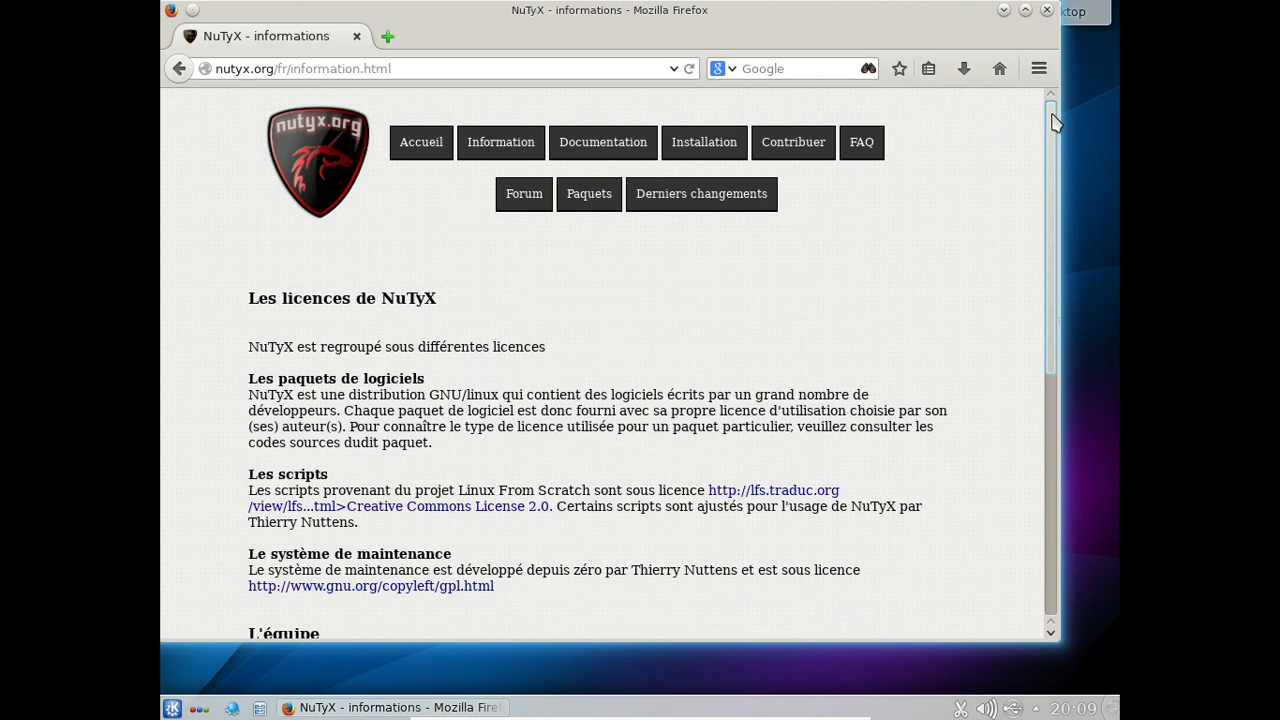 NuTyX - informations - Mozilla Firefox
ktop
NuTyX - informations
nutyx.org/fr/information.html
Google
nutyx.org
Accueil
Information
Documentation
Installation
Contribuer
FAQ
Forum
Paquets
Derniers changements
Les licences de NuTyX
NuTyX est regroupé sous différentes licences
Les paquets de logiciels
NuTyX est une distribution GNU/linux qui contient des logiciels écrits par un grand nombre de
développeurs. Chaque paquet de logiciel est donc fourni avec sa propre licence d'utilisation choisie par son
(ses) auteur(s). Pour connaître le type de licence utilisée pour un paquet particulier, veuillez consulter les
codes sources dudit paquet.
Les scripts
Les scripts provenant du projet Linux From Scratch sont sous licence http://lfs.traduc.org
/view/lfs...tml>Creative Commons License 2.0. Certains scripts sont ajustés pour l'usage de NuTyX par
Thierry Nuttens.
Le système de maintenance
Le système de maintenance est développé depuis zéro par Thierry Nuttens et est sous licence
http://www.gnu.org/copyleft/gpl.html
L'équipe
NuTyX - informations - Mozilla Firef
20:09